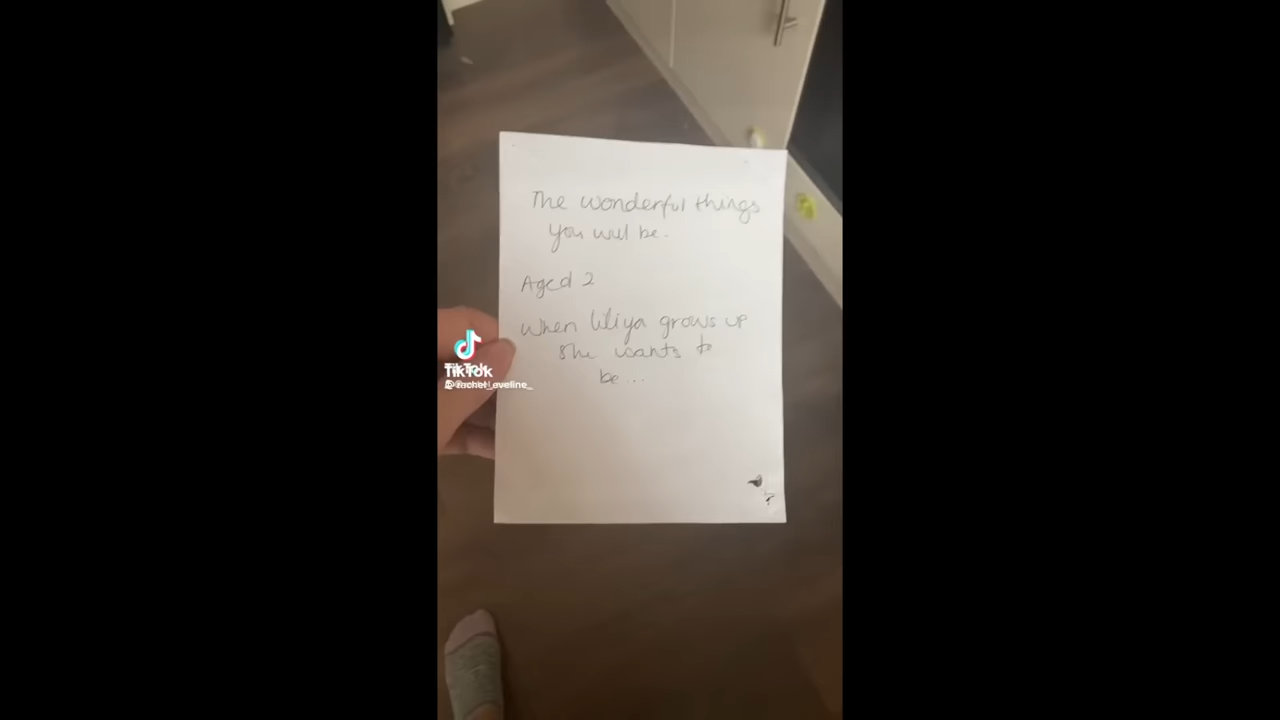 The wonderful things
you will be.
Aged 2
When liliya grows up
she wants to
be...
TikTok